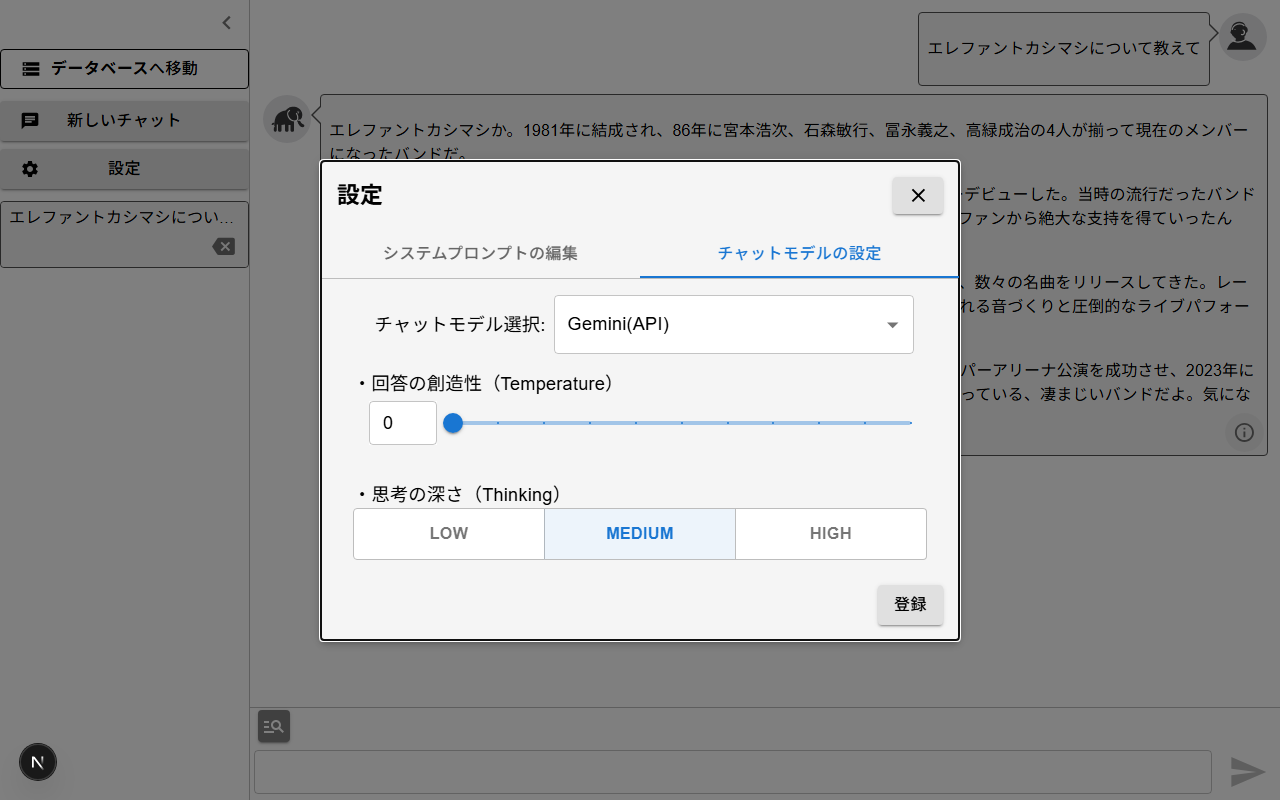 データベースへ移動
新しいチャット
設定
エレファントカシマシについ...
エレファントカシマシについて教えて
エレファントカシマシか。1981年に結成され、86年に宮本浩次、石森敏行、冨永義之、高緑成治の4人が揃って現在のメンバー
になったバンドだ。
デビューした。当時の流行だったバンド
ファンから絶大な支持を得ていったん
、数々の名曲をリリースしてきた。レー
れる音づくりと圧倒的なライブパフォー
パーアリーナ公演を成功させ、2023年に
っている、凄まじいバンドだよ。気にな
設定
システムプロンプトの編集
チャットモデルの設定
チャットモデル選択:
Gemini(API)
・回答の創造性（Temperature）
0
・思考の深さ（Thinking）
LOW
MEDIUM
HIGH
登録
N